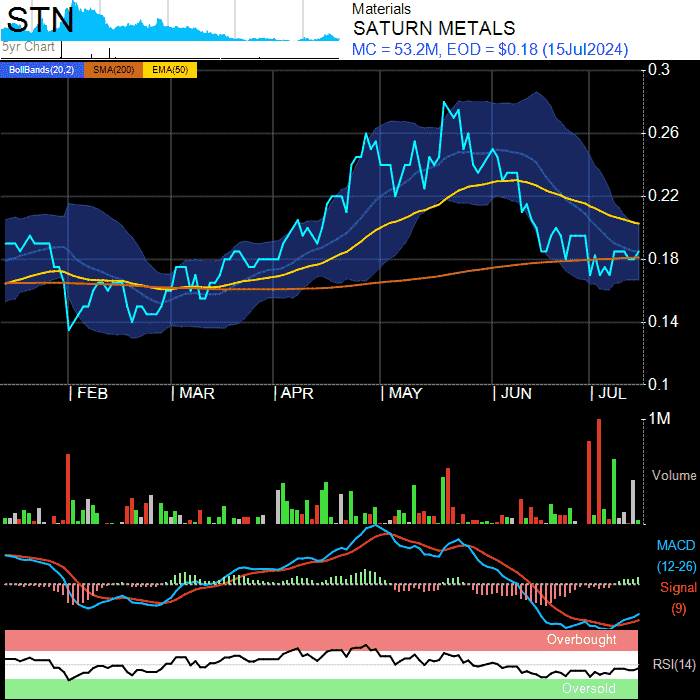 STN
5yr Chart
Materials
SATURN METALS
MC = 53.2M, EOD = $0.18 (15Jul2024)
BollBands(20,2) SMA(200) EMA(50)
0.3
0.26
0.22
0.18
0.14
0.1
FEB MAR APR MAY JUN JUL
1M
Volume
MACD
(12-26)
Signal
(9)
Overbought
RSI(14)
Oversold